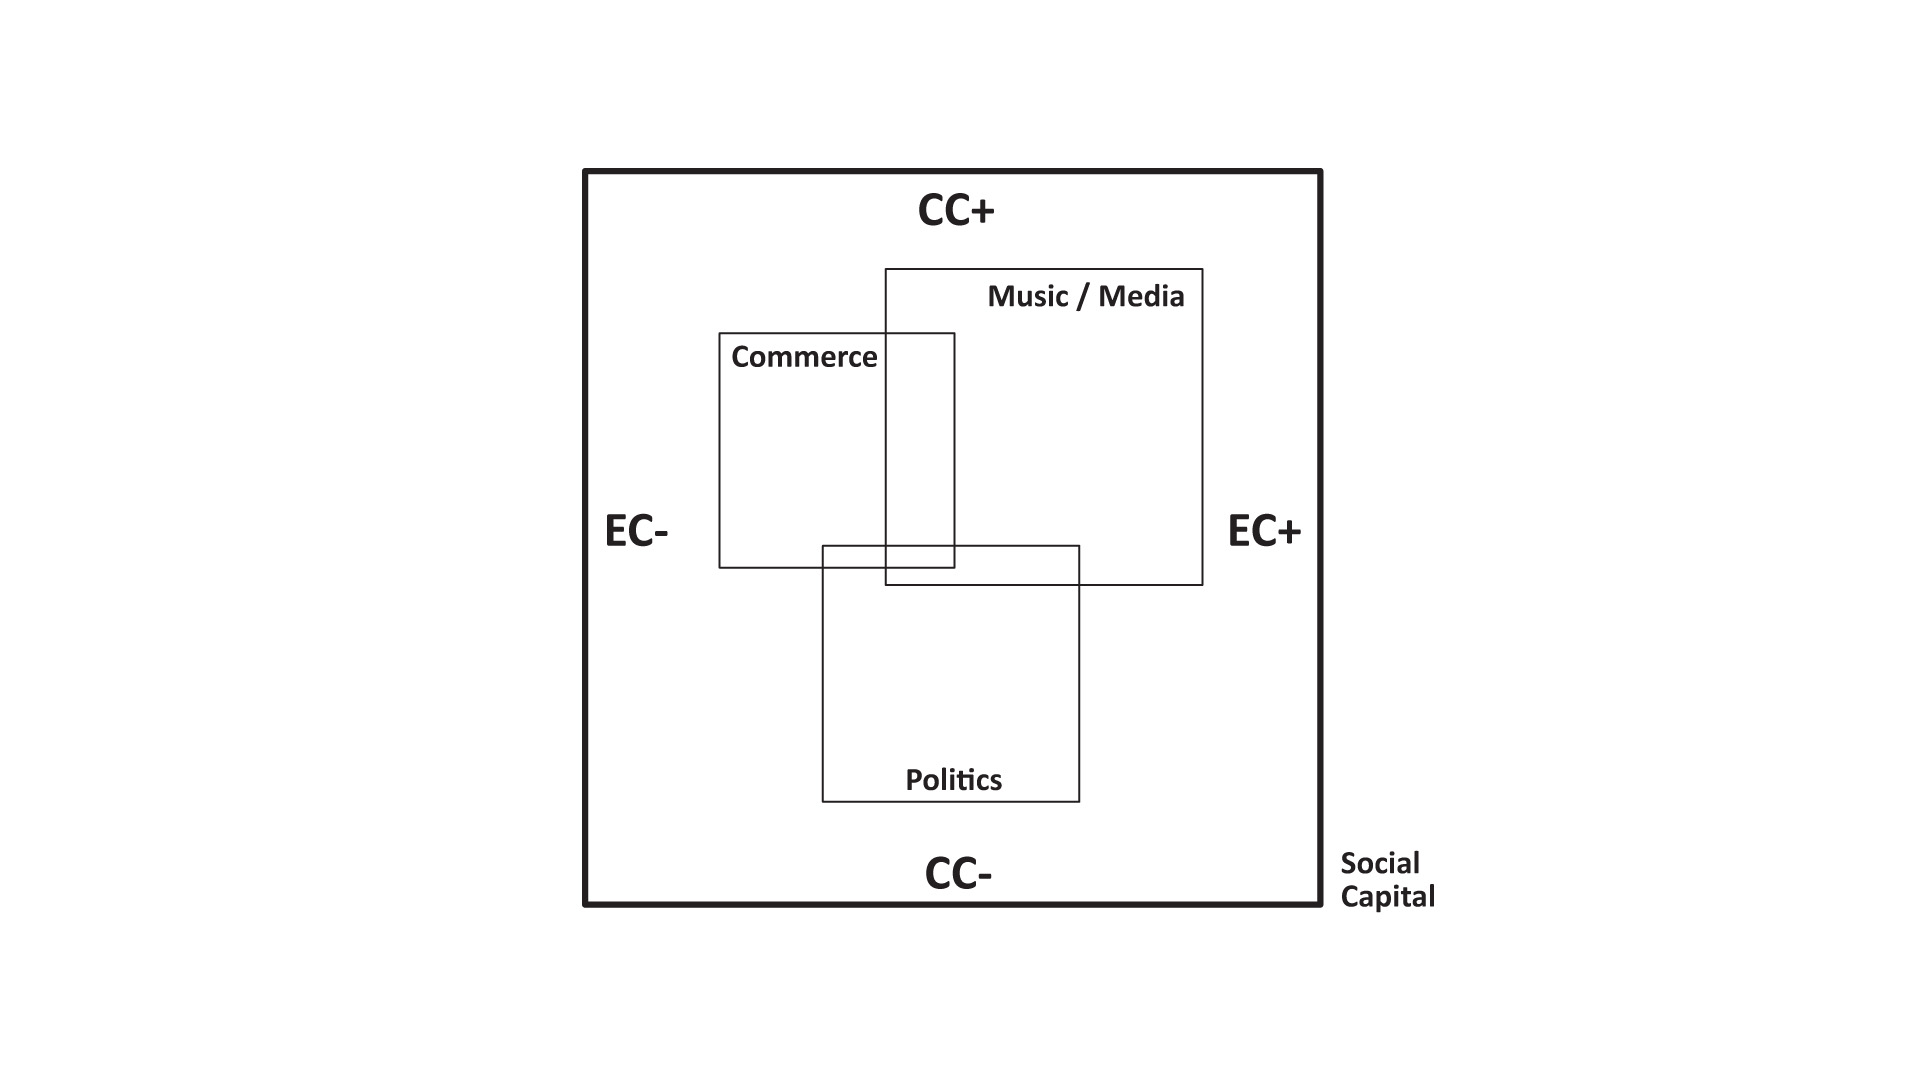 CC+
Music / Media
Commerce
EC-
EC+
Politics
CC-
Social
Capital